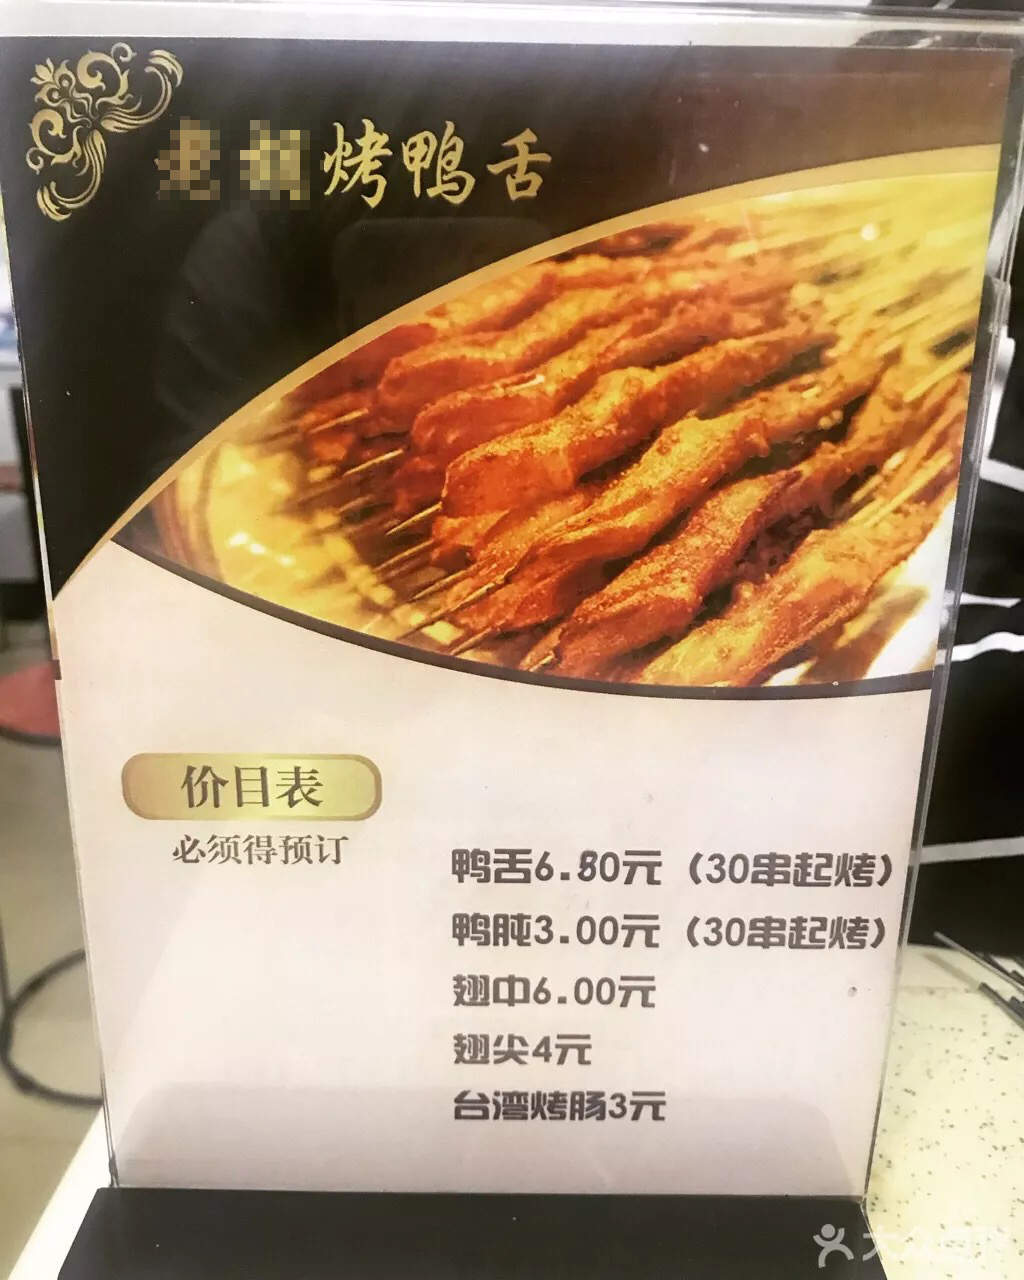 烤鸭舌
价目表
必须得预订
鸭舌6.80元（30串起烤）
鸭肫3.00元（30串起烤）
翅中6.00元
翅尖4元
台湾烤肠3元